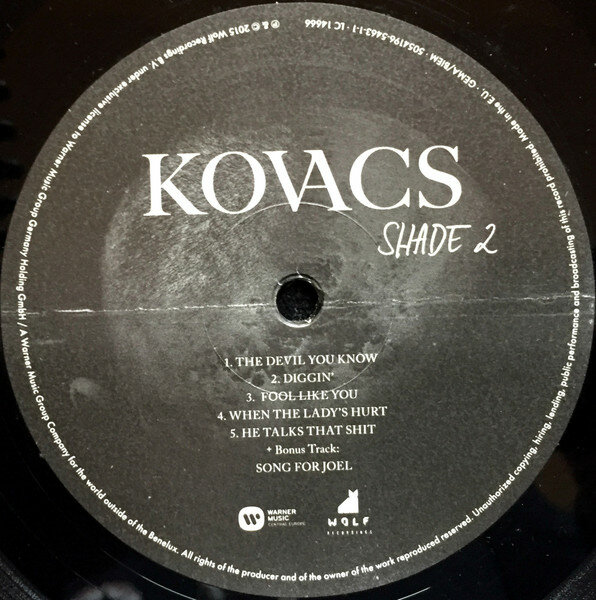 KOVACS
SHADE 2
1. THE DEVIL YOU KNOW
2. DIGGIN'
3. FOOL LIKE YOU
4. WHEN THE LADY'S HURT
5. HE TALKS THAT SHIT
+ Bonus Track:
SONG FOR JOEL
WARNER
MUSIC
CENTRAL EUROPE
WOLF
RECORDINGS
℗ & © 2015 Wolf Recordings B.V. under exclusive license to Warner Music Group Germany Holding GmbH / A Warner Music Group Company for the world outside of the Benelux. All rights of the producer and of the owner of the work reproduced reserved. Unauthorized copying, hiring, lending, public performance and broadcasting of this record prohibited. Made in the E.U. · GEMA/BIEM · 5054196-5463-1-1 · LC 14666